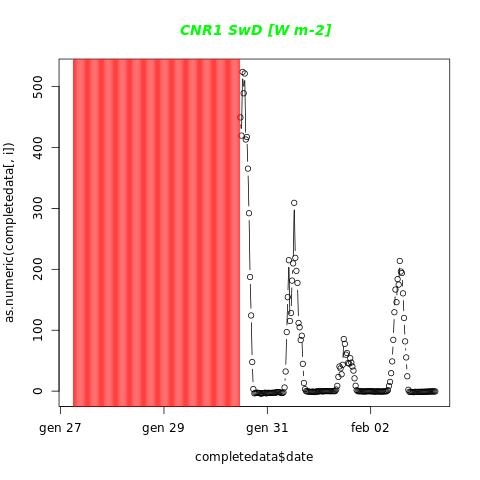 CNR1 SwD [W m-2]
as.numeric(completedata[, i])
500
400
300
200
100
0
gen 27 gen 29 gen 31 feb 02
completedata$date